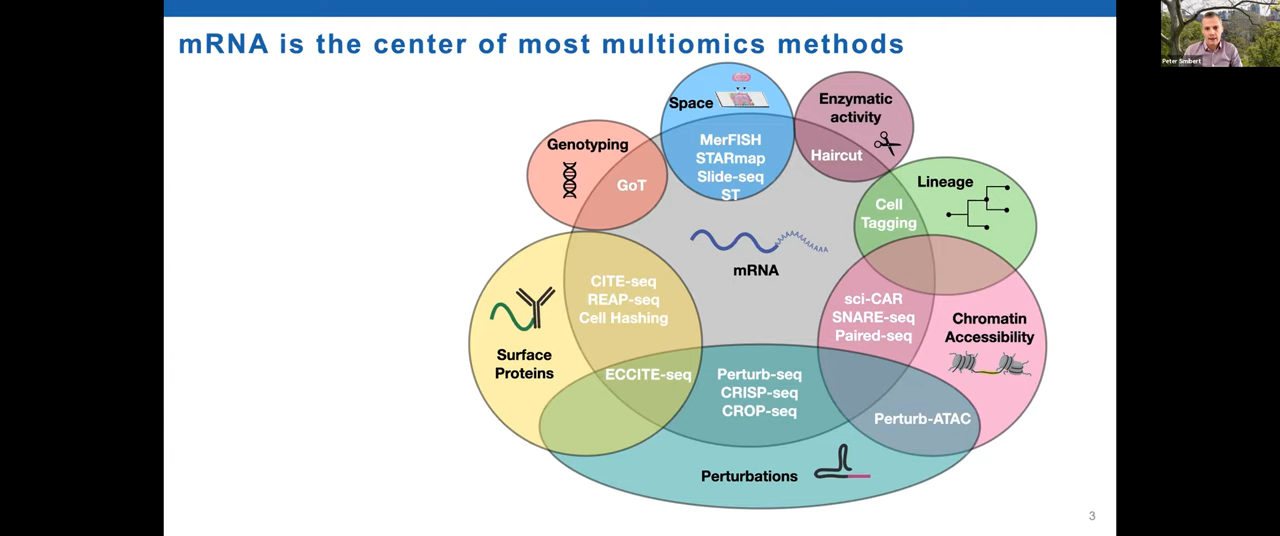 mRNA is the center of most multiomics methods
Peter Smibert
Space
MerFISH
STARmap
Slide-seq
ST
Enzymatic
activity
Haircut
Genotyping
GoT
Lineage
Cell
Tagging
mRNA
CITE-seq
REAP-seq
Cell Hashing
sci-CAR
SNARE-seq
Paired-seq
Chromatin
Accessibility
Surface
Proteins
ECCITE-seq
Perturb-seq
CRISP-seq
CROP-seq
Perturb-ATAC
Perturbations
3